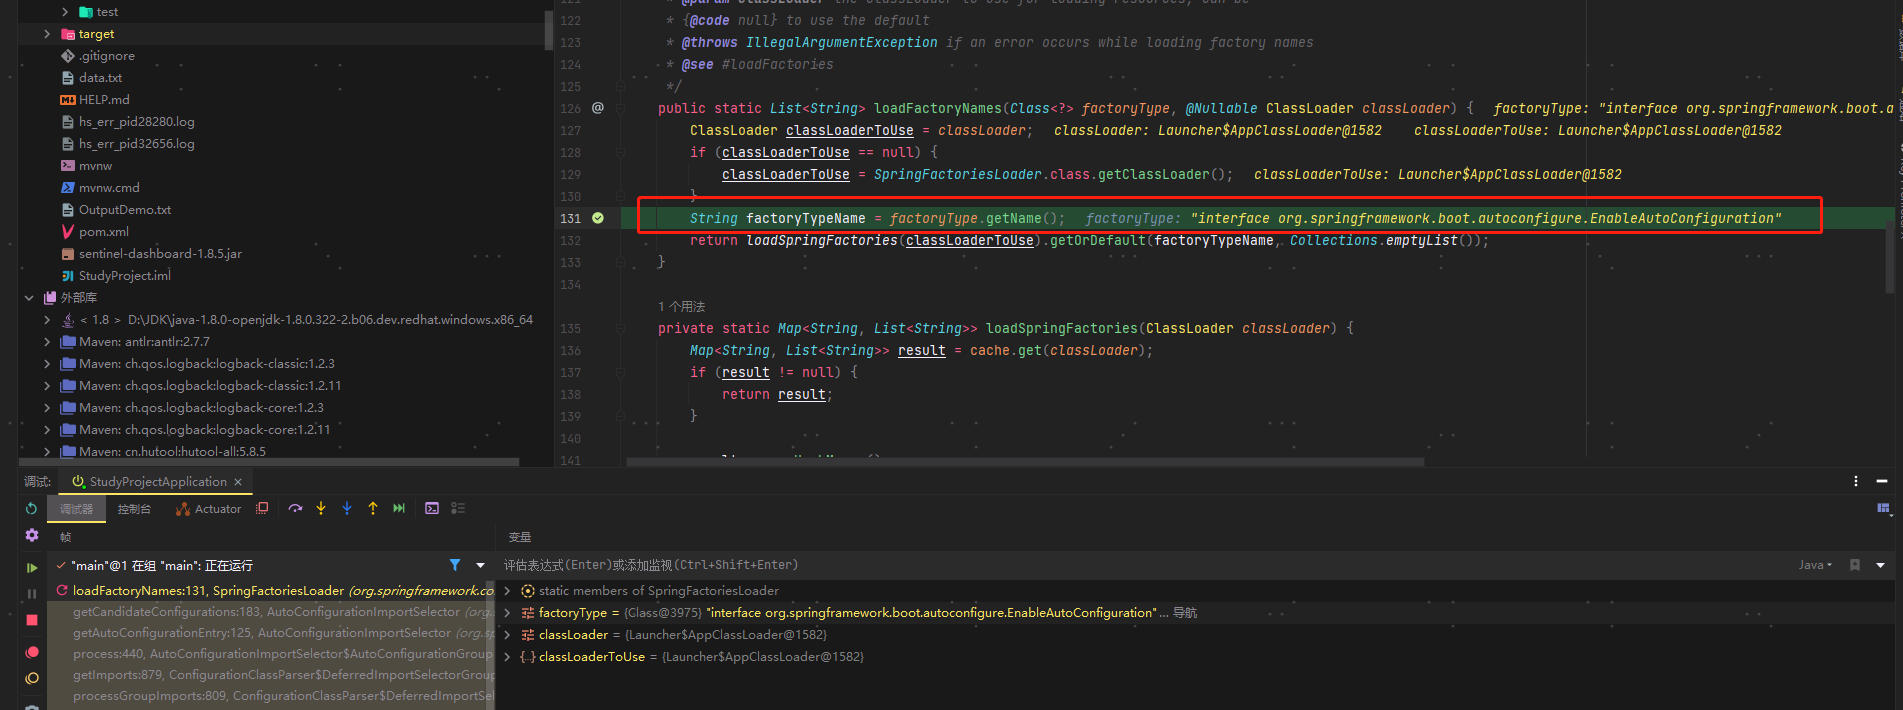 test
target
.gitignore
data.txt
HELP.md
hs_err_pid28280.log
hs_err_pid32656.log
mvnw
mvnw.cmd
OutputDemo.txt
pom.xml
sentinel-dashboard-1.8.5.jar
StudyProject.iml
外部库
< 1.8 > D:\JDK\java-1.8.0-openjdk-1.8.0.322-2.b06.dev.redhat.windows.x86_64
Maven: antlr:antlr:2.7.7
Maven: ch.qos.logback:logback-classic:1.2.3
Maven: ch.qos.logback:logback-classic:1.2.11
Maven: ch.qos.logback:logback-core:1.2.3
Maven: ch.qos.logback:logback-core:1.2.11
Maven: cn.hutool:hutool-all:5.8.5
122 * {@code null} to use the default
123 * @throws IllegalArgumentException if an error occurs while loading factory names
124 * @see #loadFactories
125 */
126 @ public static List<String> loadFactoryNames(Class<?> factoryType, @Nullable ClassLoader classLoader) { factoryType: "interface org.springframework.boot.a
127 ClassLoader classLoaderToUse = classLoader; classLoader: Launcher$AppClassLoader@1582 classLoaderToUse: Launcher$AppClassLoader@1582
128 if (classLoaderToUse == null) {
129 classLoaderToUse = SpringFactoriesLoader.class.getClassLoader(); classLoaderToUse: Launcher$AppClassLoader@1582
130 }
131 String factoryTypeName = factoryType.getName(); factoryType: "interface org.springframework.boot.autoconfigure.EnableAutoConfiguration"
132 return loadSpringFactories(classLoaderToUse).getOrDefault(factoryTypeName, Collections.emptyList());
133 }
134
1 个用法
135 private static Map<String, List<String>> loadSpringFactories(ClassLoader classLoader) {
136 Map<String, List<String>> result = cache.get(classLoader);
137 if (result != null) {
138 return result;
139 }
140
141
调试: StudyProjectApplication ×
调试器 控制台 Actuator
帧
"main"@1 在组 "main": 正在运行
loadFactoryNames:131, SpringFactoriesLoader (org.springframework.co
getCandidateConfigurations:183, AutoConfigurationImportSelector (org.
getAutoConfigurationEntry:125, AutoConfigurationImportSelector (org.s
process:440, AutoConfigurationImportSelector$AutoConfigurationGroup
getImports:879, ConfigurationClassParser$DeferredImportSelectorGroup
processGroupImports:809, ConfigurationClassParser$DeferredImportSel
变量
评估表达式(Enter)或添加监视(Ctrl+Shift+Enter) Java
static members of SpringFactoriesLoader
factoryType = {Class@3975} "interface org.springframework.boot.autoconfigure.EnableAutoConfiguration"... 导航
classLoader = {Launcher$AppClassLoader@1582}
classLoaderToUse = {Launcher$AppClassLoader@1582}